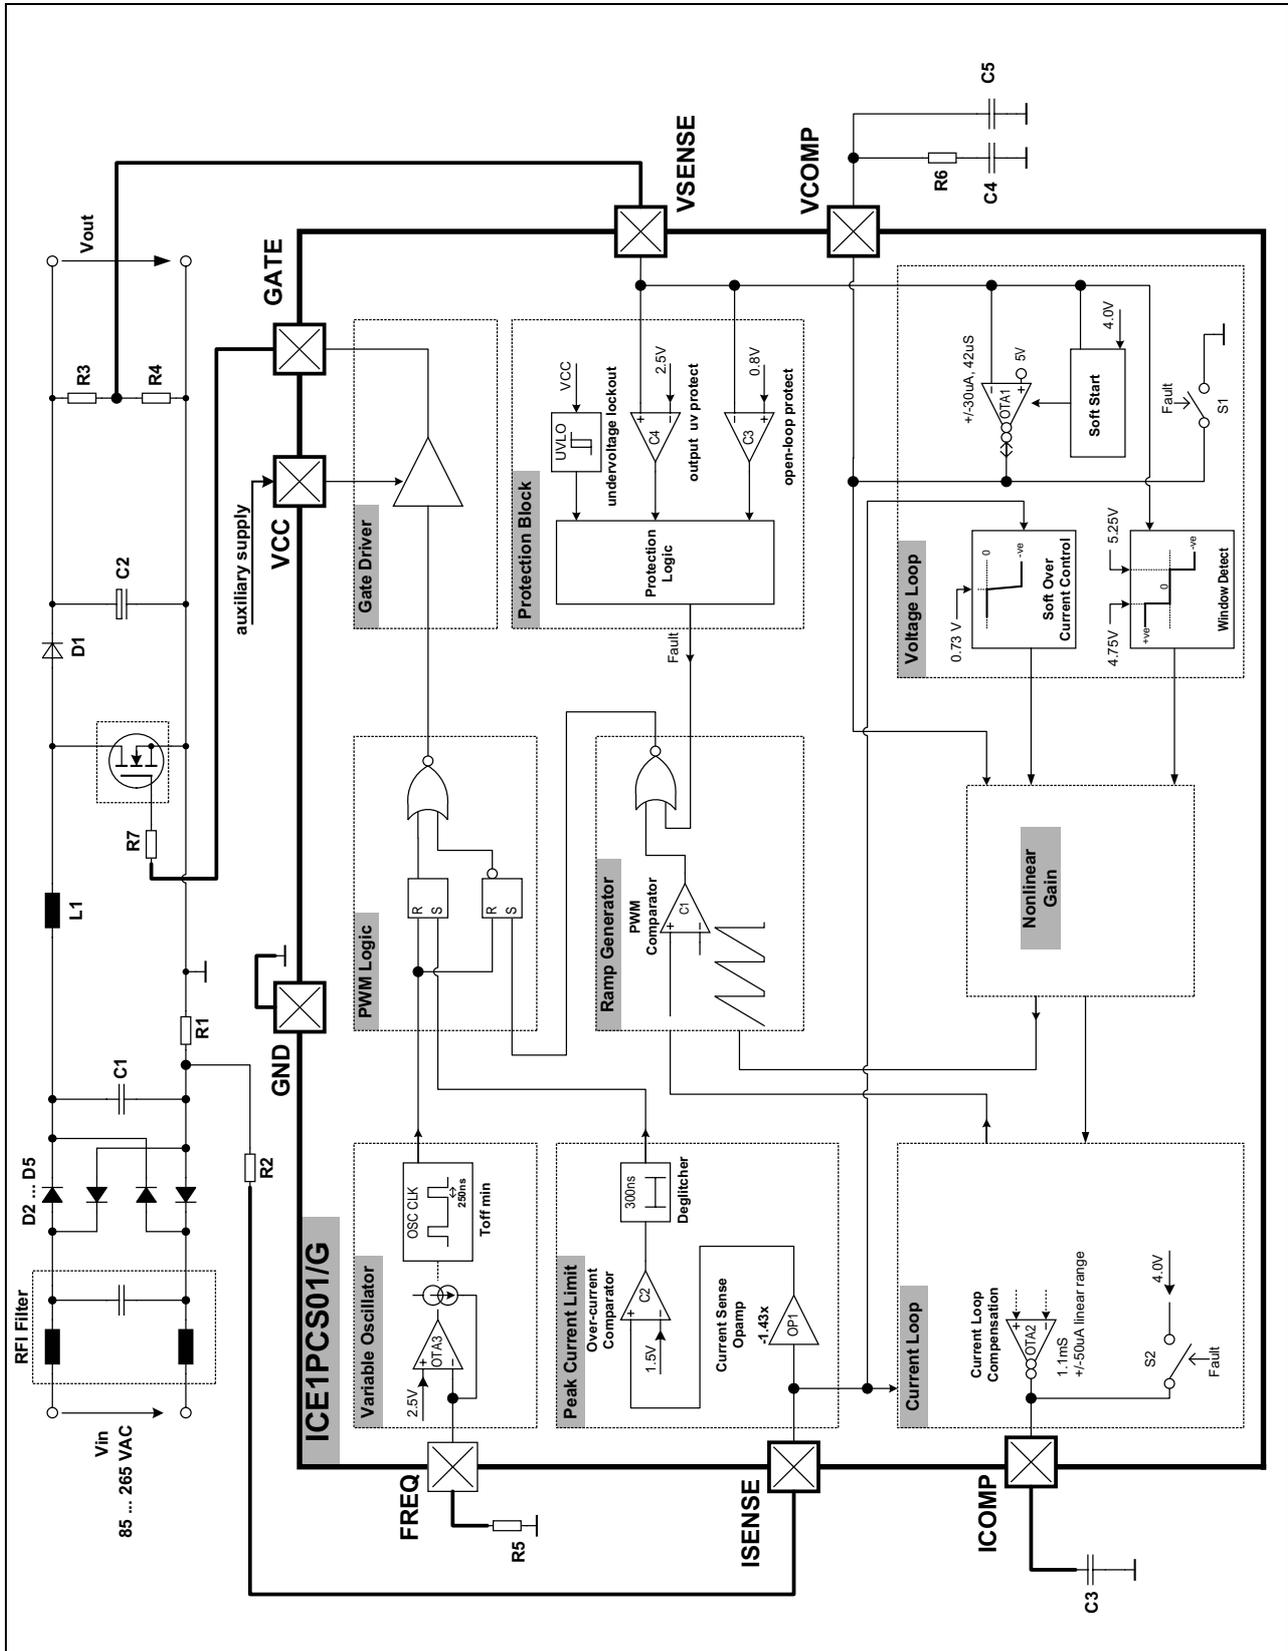 RFI Filter
Vin
85 ... 265 VAC
D2 ... D5
C1
R1
R2
L1
R7
D1
C2
R3
R4
Vout
auxiliary supply
GND
VCC
GATE
ICE1PCS01/G
Variable Oscillator
2.5V
+
−
OTA3
OSC CLK
250ns
Toff min
FREQ
R5
PWM Logic
R
S
R
S
Gate Driver
Peak Current Limit
Over-current
Comparator
+
−
C2
1.5V
300ns
Deglitcher
Current Sense
Opamp
-1.43x
OP1
ISENSE
Ramp Generator
PWM
Comparator
+
−
C1
Protection Block
UVLO
VCC
undervoltage lockout
Protection
Logic
Fault
+
−
C4
2.5V
output uv protect
−
+
C3
0.8V
open-loop protect
VSENSE
VCOMP
R6
C4
C5
Current Loop
Current Loop
Compensation
+
−
OTA2
1.1mS
+/-50uA linear range
S2
4.0V
Fault
ICOMP
C3
Nonlinear
Gain
Voltage Loop
0.73 V
0
-ve
Soft Over
Current Control
4.75V
5.25V
+ve
0
-ve
Window Detect
+/-30uA, 42uS
−
+
OTA1
5V
Soft Start
4.0V
Fault
S1